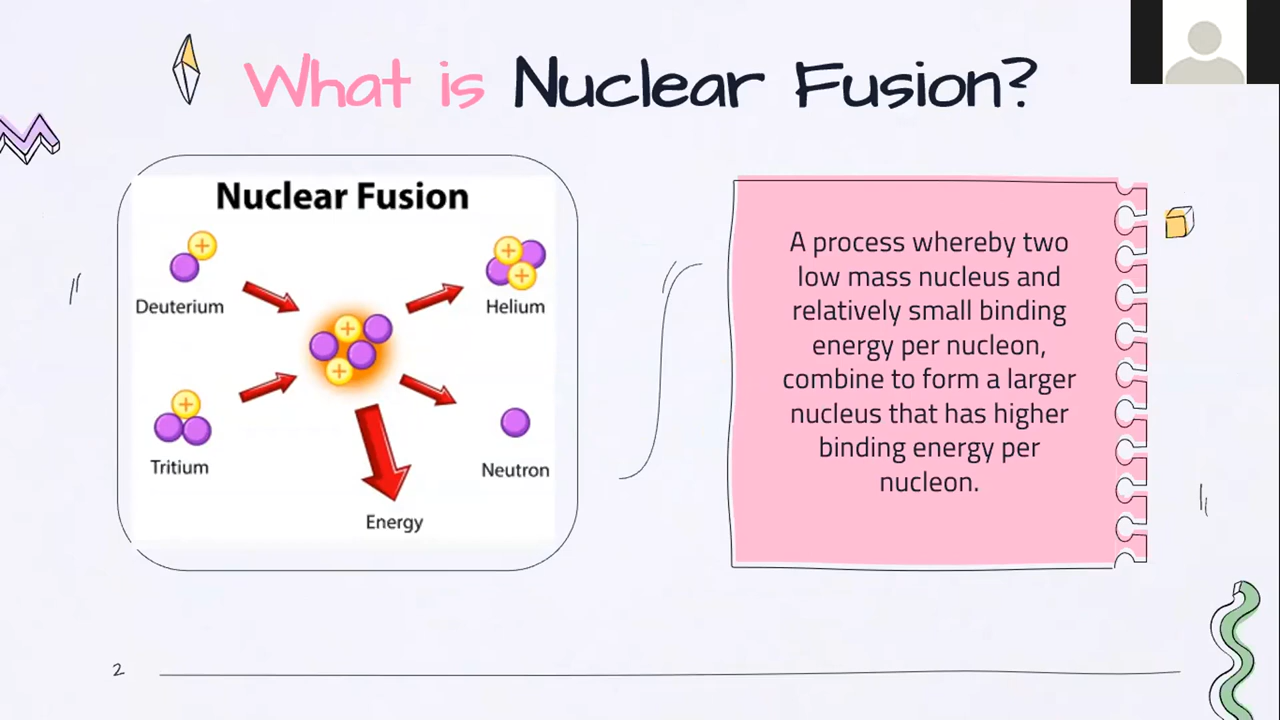 What is Nuclear Fusion?
Nuclear Fusion
Deuterium
Helium
Tritium
Neutron
Energy
A process whereby two
low mass nucleus and
relatively small binding
energy per nucleon,
combine to form a larger
nucleus that has higher
binding energy per
nucleon.
2